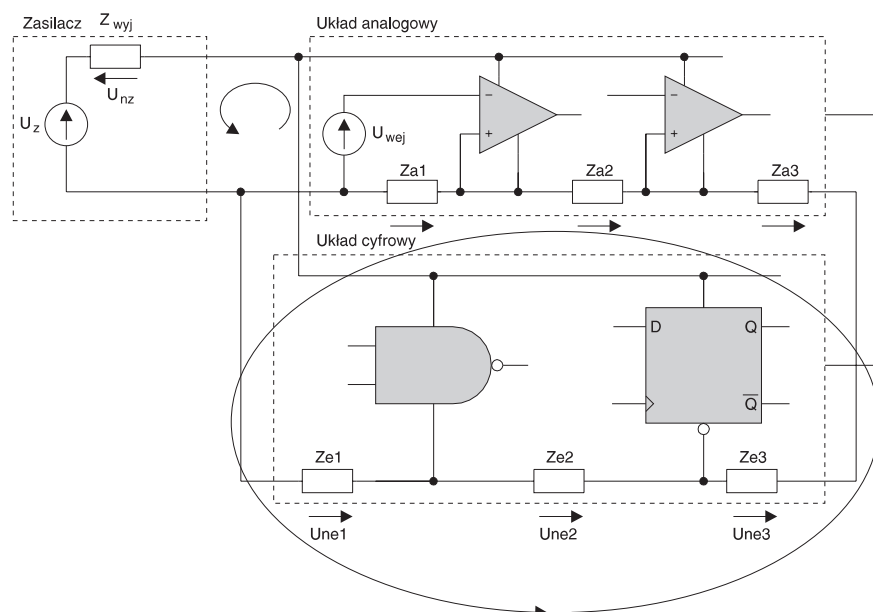 Zasilacz
Z wyj
U nz
U z
Układ analogowy
U wej
−
+
−
+
Za1
Za2
Za3
Układ cyfrowy
D
Q
Q̅
Ze1
Ze2
Ze3
Une1
Une2
Une3